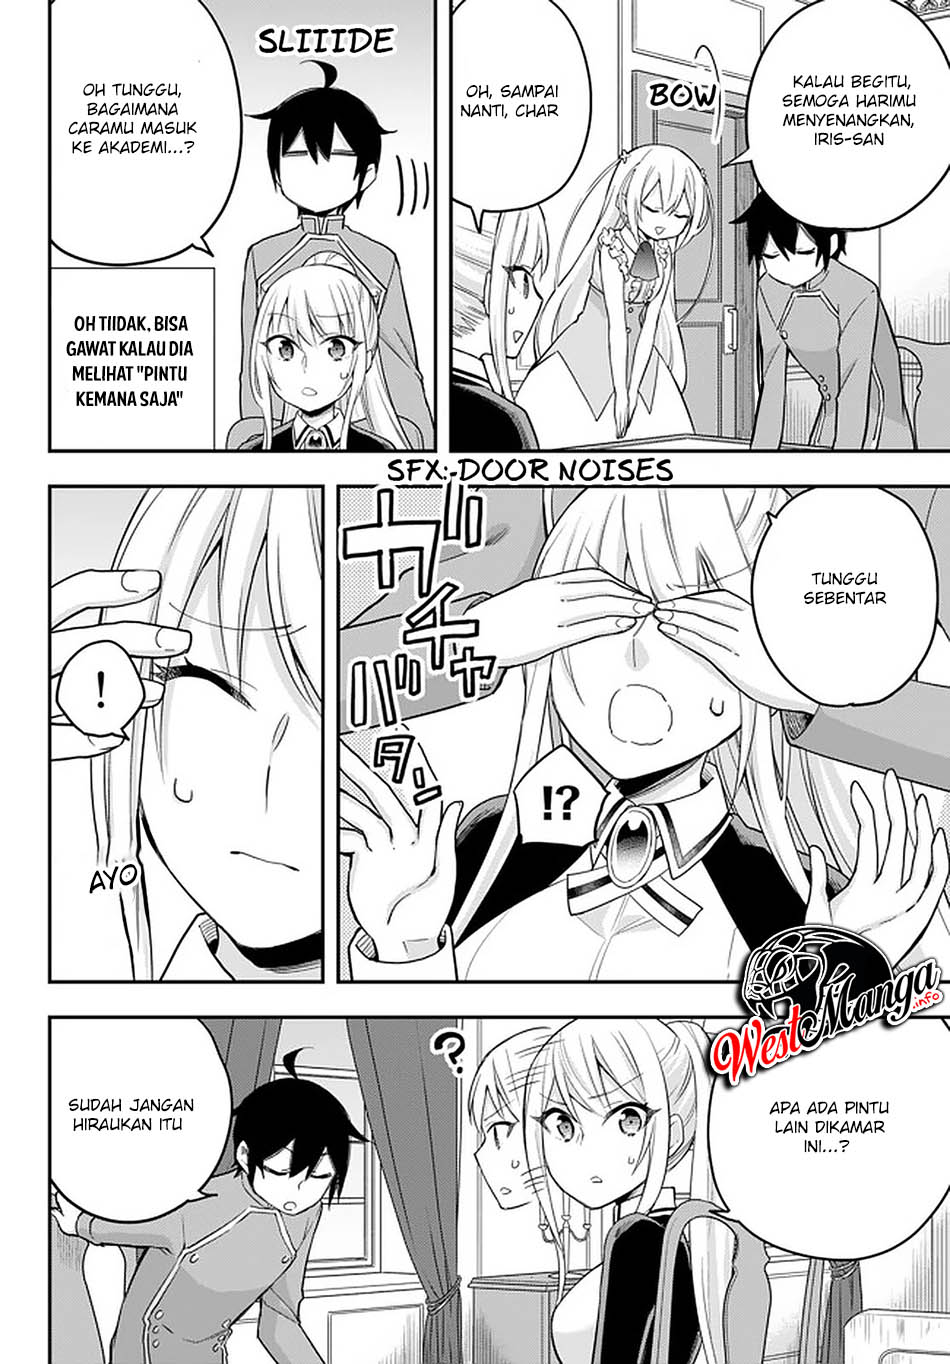 KALAU BEGITU,
SEMOGA HARIMU
MENYENANGKAN,
IRIS-SAN
BOW
OH, SAMPAI
NANTI, CHAR
SLIIIDE
OH TUNGGU,
BAGAIMANA
CARAMU MASUK
KE AKADEMI...?
OH TIIDAK, BISA
GAWAT KALAU DIA
MELIHAT "PINTU
KEMANA SAJA"
SFX: DOOR NOISES
TUNGGU
SEBENTAR
ガチャ
バタン
!?
!
AYO
WestManga
.info
APA ADA PINTU
LAIN DIKAMAR
INI...?
?
SUDAH JANGAN
HIRAUKAN ITU